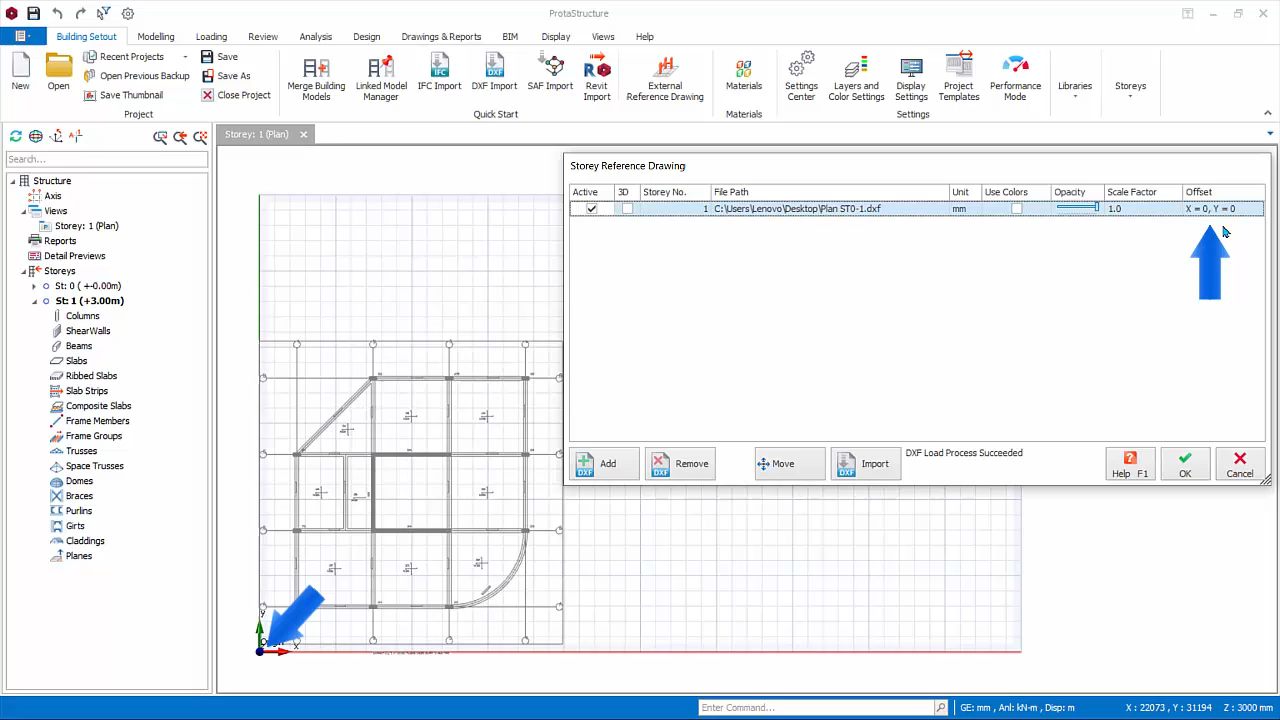 ProtaStructure
Building Setout Modelling Loading Review Analysis Design Drawings & Reports BIM Display Views Help
New
Open
Recent Projects
Open Previous Backup
Save Thumbnail
Save
Save As
Close Project
Project
Merge Building Models
Linked Model Manager
IFC Import
DXF Import
SAF Import
Revit Import
External Reference Drawing
Quick Start
Materials
Materials
Settings Center
Layers and Color Settings
Display Settings
Project Templates
Performance Mode
Settings
Libraries
Storeys
Search...
Structure
Axis
Views
Storey: 1 (Plan)
Reports
Detail Previews
Storeys
St: 0 ( +-0.00m)
St: 1 (+3.00m)
Columns
ShearWalls
Beams
Slabs
Ribbed Slabs
Slab Strips
Composite Slabs
Frame Members
Frame Groups
Trusses
Space Trusses
Domes
Braces
Purlins
Girts
Claddings
Planes
Storey: 1 (Plan)
Storey Reference Drawing
Active 3D Storey No. File Path Unit Use Colors Opacity Scale Factor Offset
1 C:\Users\Lenovo\Desktop\Plan ST0-1.dxf mm 1.0 X = 0, Y = 0
DXF Add
DXF Remove
Move
DXF Import
DXF Load Process Succeeded
Help F1
OK
Cancel
Y
X
Enter Command...
GE: mm, Anl: kN-m , Disp: m
X : 22073 Y : 31194 Z : 3000 mm